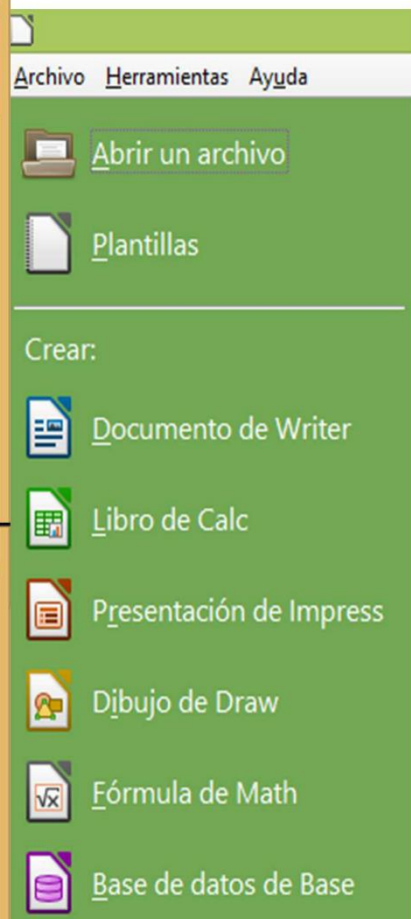 Archivo Herramientas Ayuda
Abrir un archivo
Plantillas
Crear:
Documento de Writer
Libro de Calc
Presentación de Impress
Dibujo de Draw
Fórmula de Math
Base de datos de Base